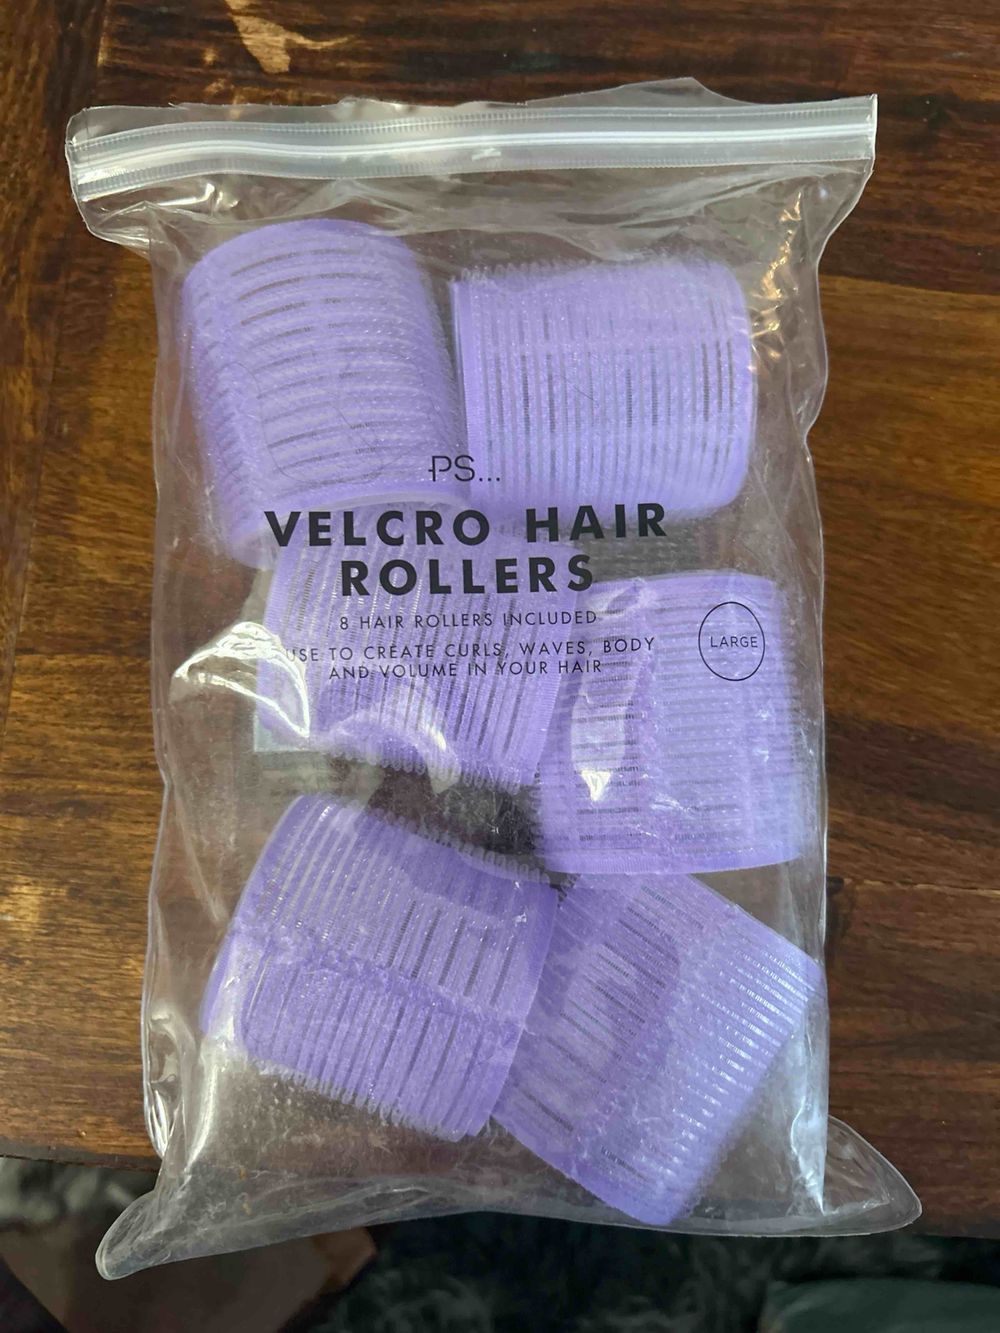 PS...
VELCRO HAIR
ROLLERS
8 HAIR ROLLERS INCLUDED
USE TO CREATE CURLS, WAVES, BODY
AND VOLUME IN YOUR HAIR
LARGE